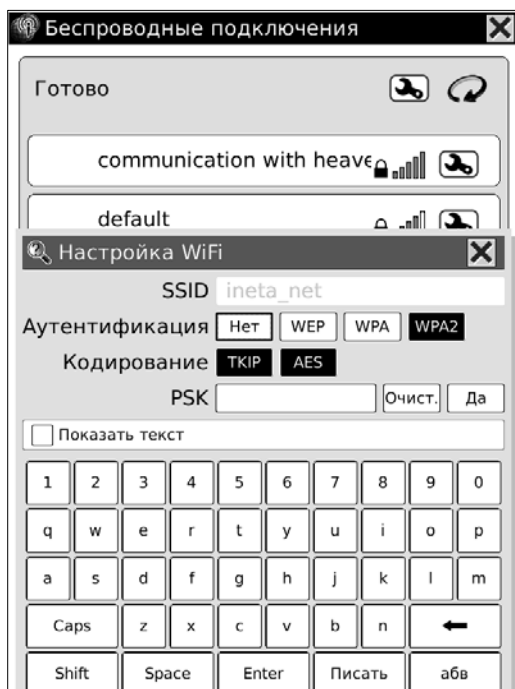 Беспроводные подключения
Готово
communication with heave
default
Настройка WiFi
SSID ineta_net
Аутентификация Нет WEP WPA WPA2
Кодирование TKIP AES
PSK Очист. Да
Показать текст
1 2 3 4 5 6 7 8 9 0
q w e r t y u i o p
a s d f g h j k l m
Caps z x c v b n
Shift Space Enter Писать абв